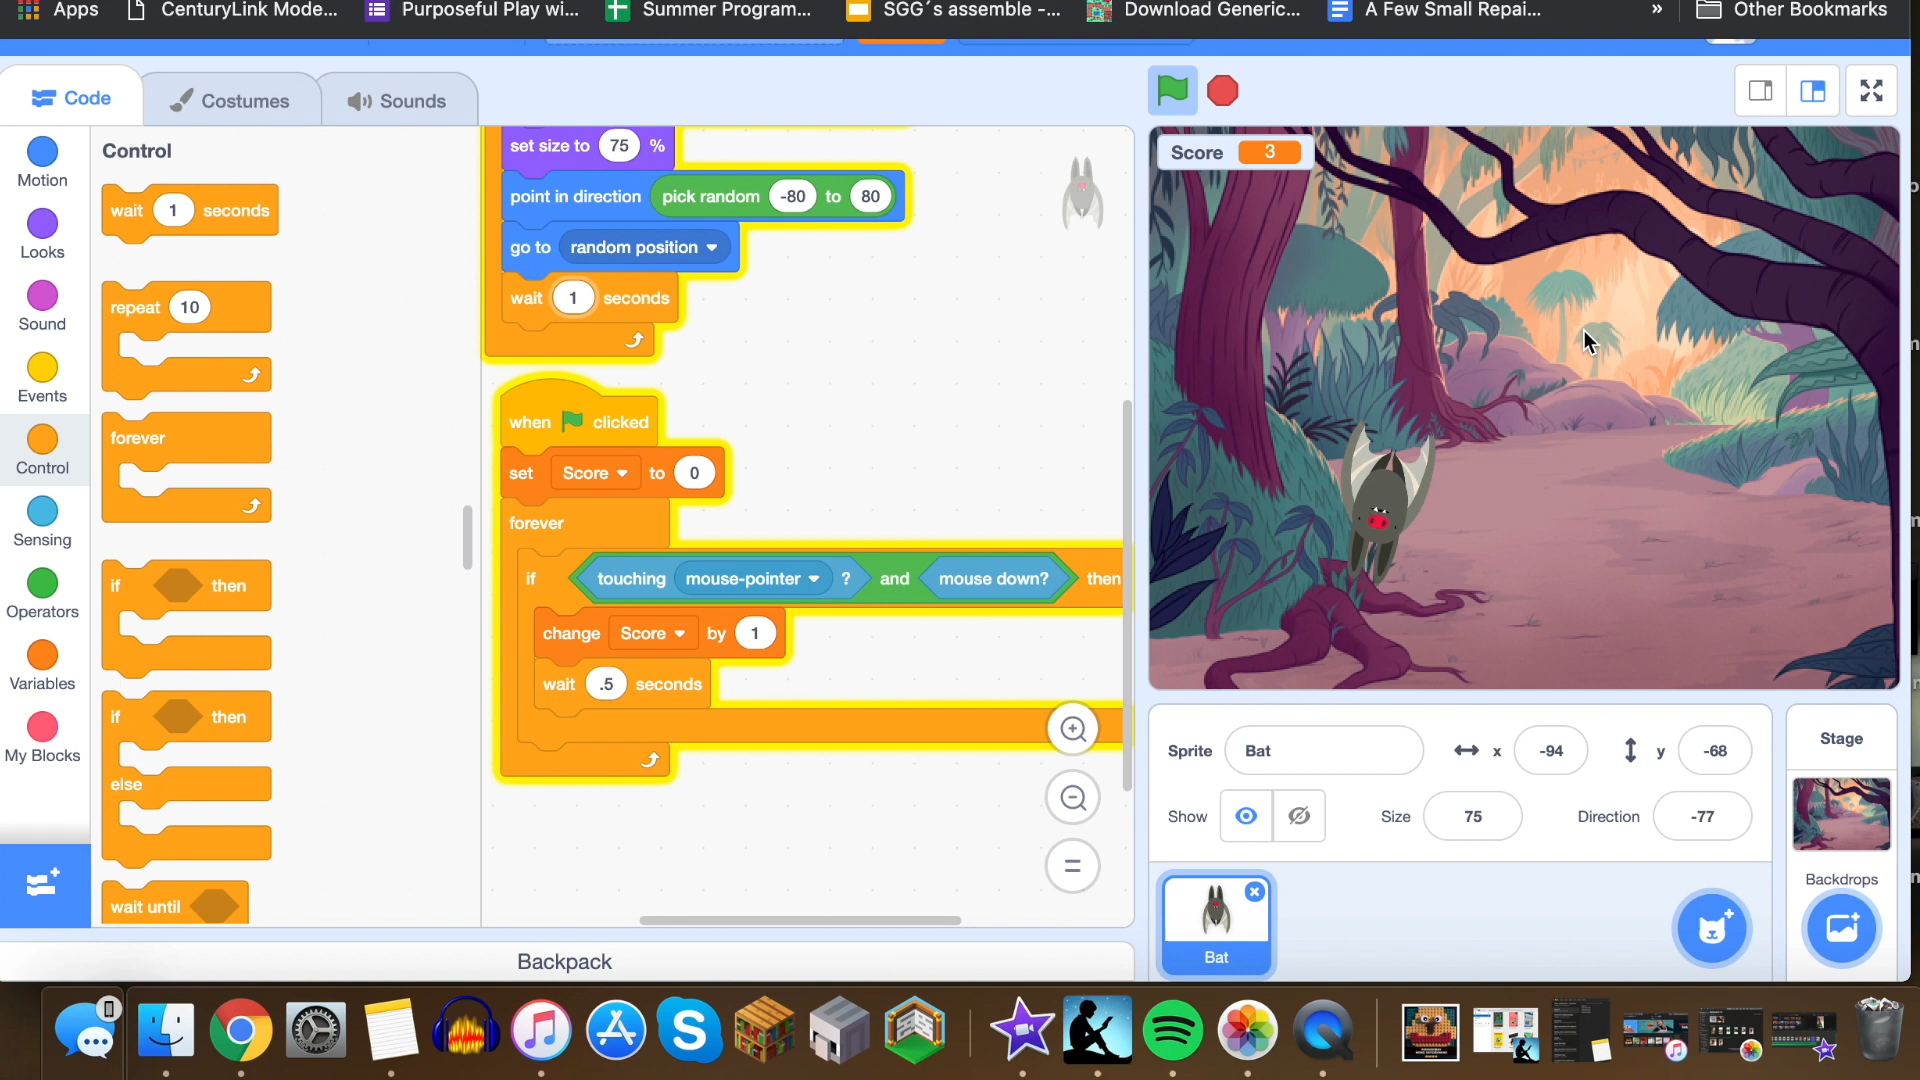 Apps CenturyLink Mode... Purposeful Play wi... Summer Program... SGG´s assemble -... Download Generic... A Few Small Repai... » Other Bookmarks
Code Costumes Sounds
Motion
Looks
Sound
Events
Control
Sensing
Operators
Variables
My Blocks
Control
wait 1 seconds
repeat 10
forever
if then
if then
else
wait until
set size to 75 %
point in direction pick random -80 to 80
go to random position
wait 1 seconds
when clicked
set Score to 0
forever
if touching mouse-pointer ? and mouse down? then
change Score by 1
wait .5 seconds
Backpack
Score 3
Sprite Bat x -94 y -68
Show Size 75 Direction -77
Bat
Stage
Backdrops